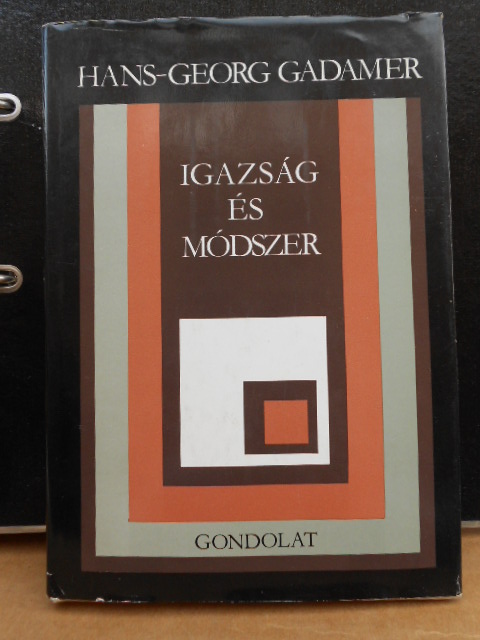 HANS-GEORG GADAMER
IGAZSÁG
ÉS
MÓDSZER
GONDOLAT